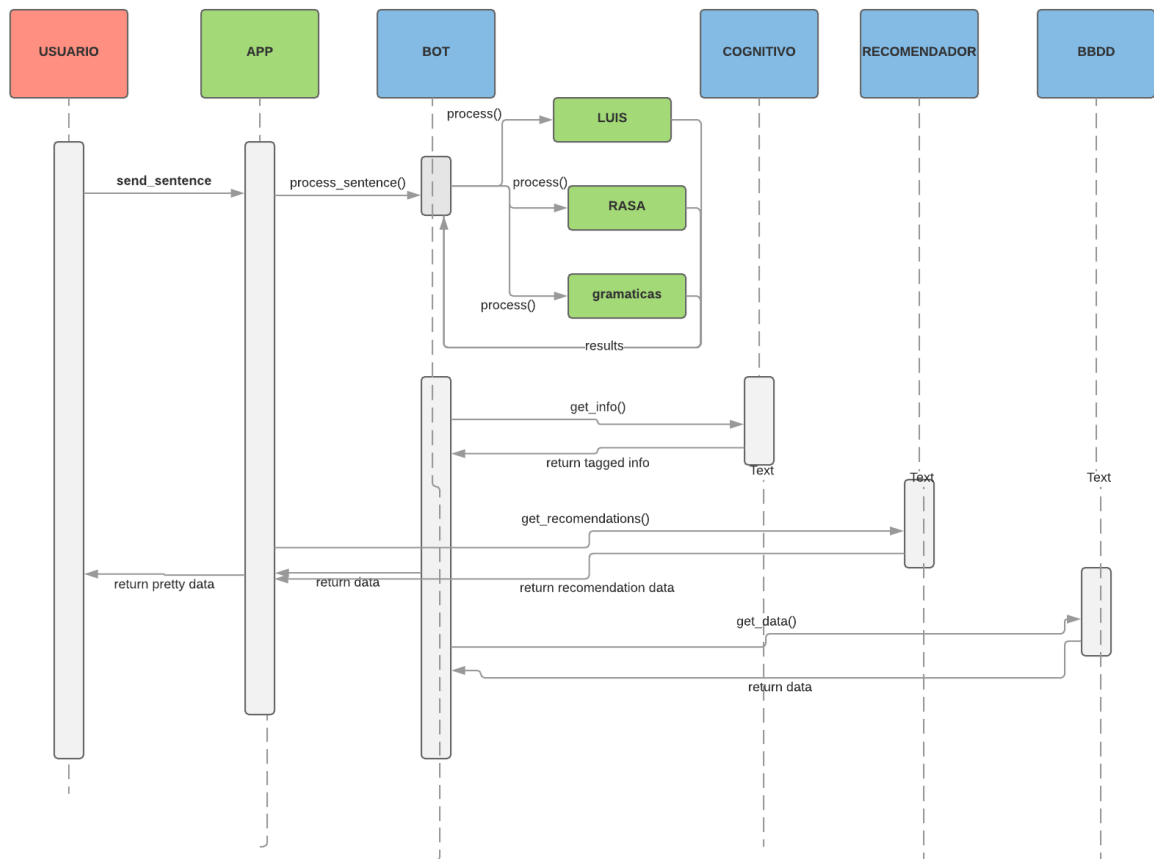 USUARIO
APP
BOT
COGNITIVO
RECOMENDADOR
BBDD
process()
LUIS
send_sentence
process_sentence()
process()
RASA
gramaticas
process()
results
get_info()
return tagged info
Text
Text
Text
get_recomendations()
return pretty data
return data
return recomendation data
get_data()
return data